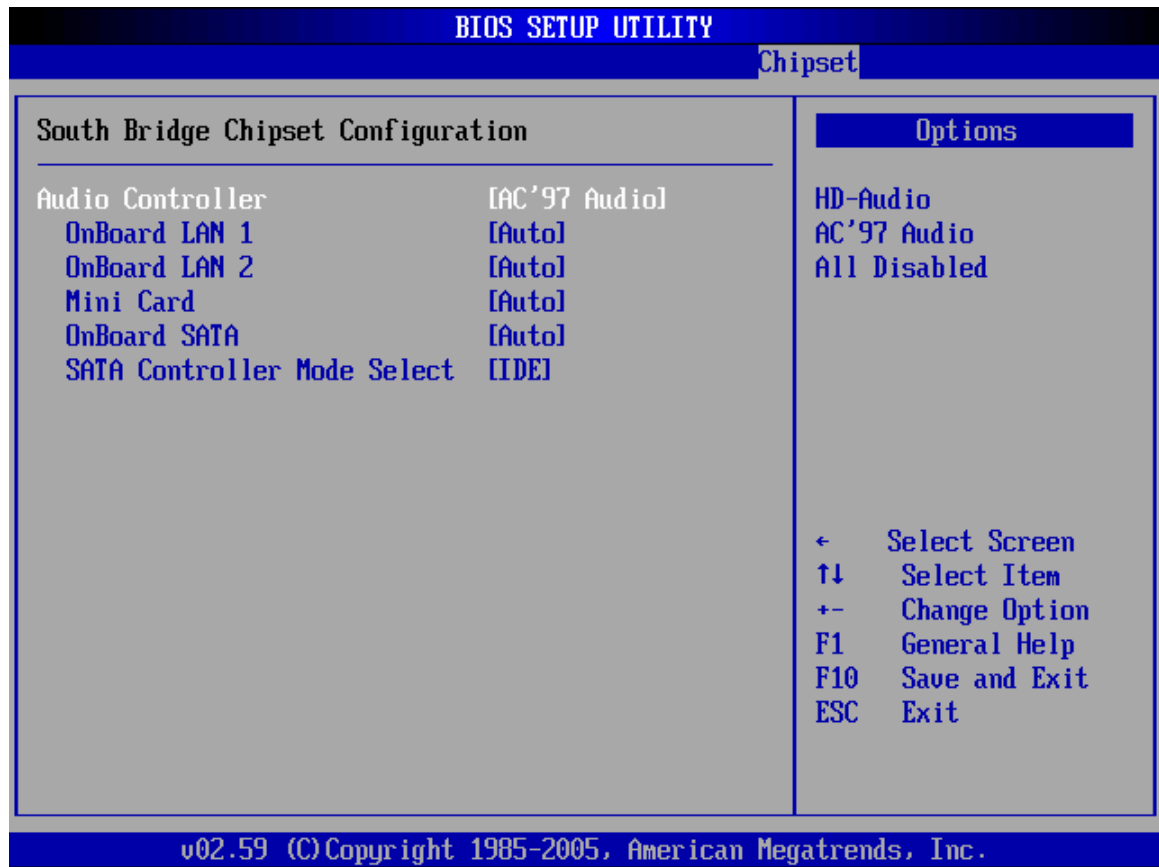 BIOS SETUP UTILITY
Chipset
South Bridge Chipset Configuration
Audio Controller [AC'97 Audio]
OnBoard LAN 1 [Auto]
OnBoard LAN 2 [Auto]
Mini Card [Auto]
OnBoard SATA [Auto]
SATA Controller Mode Select [IDE]
Options
HD-Audio
AC'97 Audio
All Disabled
← Select Screen
↑↓ Select Item
+- Change Option
F1 General Help
F10 Save and Exit
ESC Exit
v02.59 (C)Copyright 1985-2005, American Megatrends, Inc.